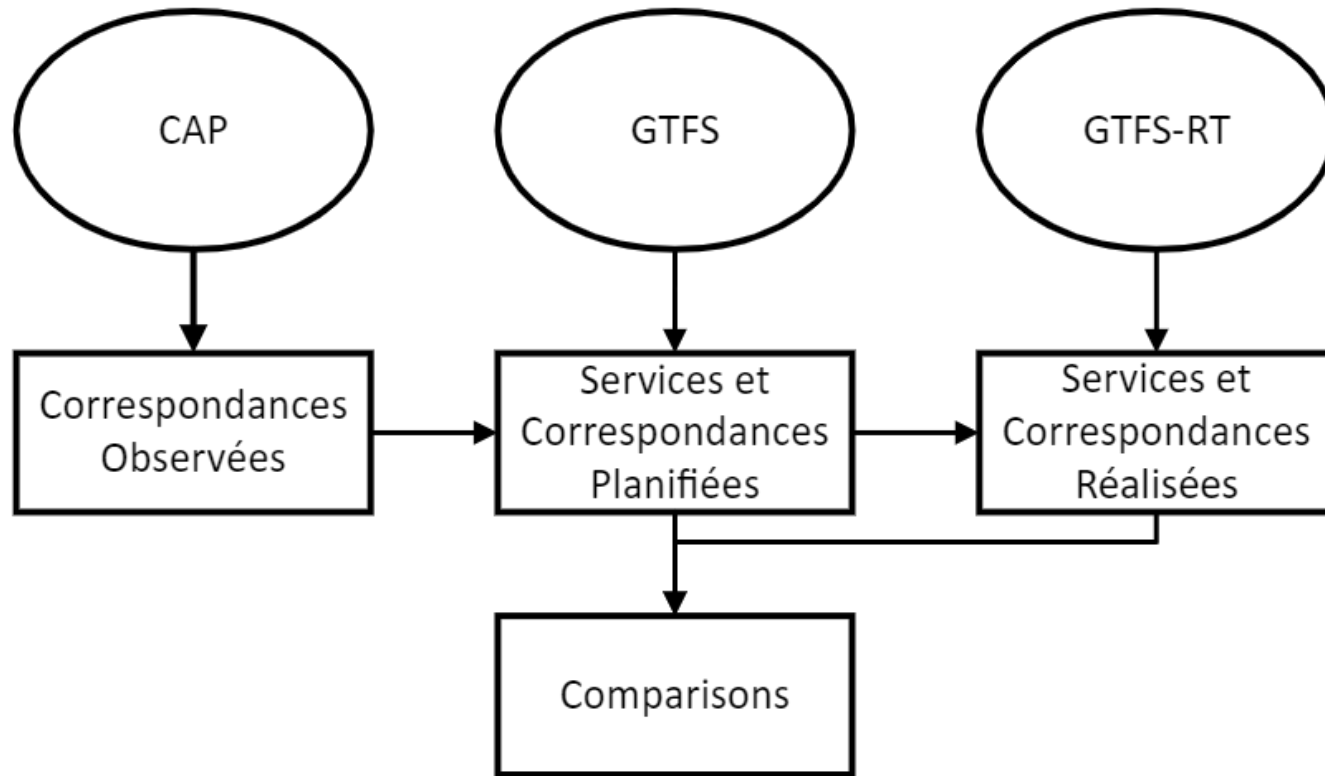 CAP
GTFS
GTFS-RT
Correspondances
Observées
Services et
Correspondances
Planifiées
Services et
Correspondances
Réalisées
Comparisons